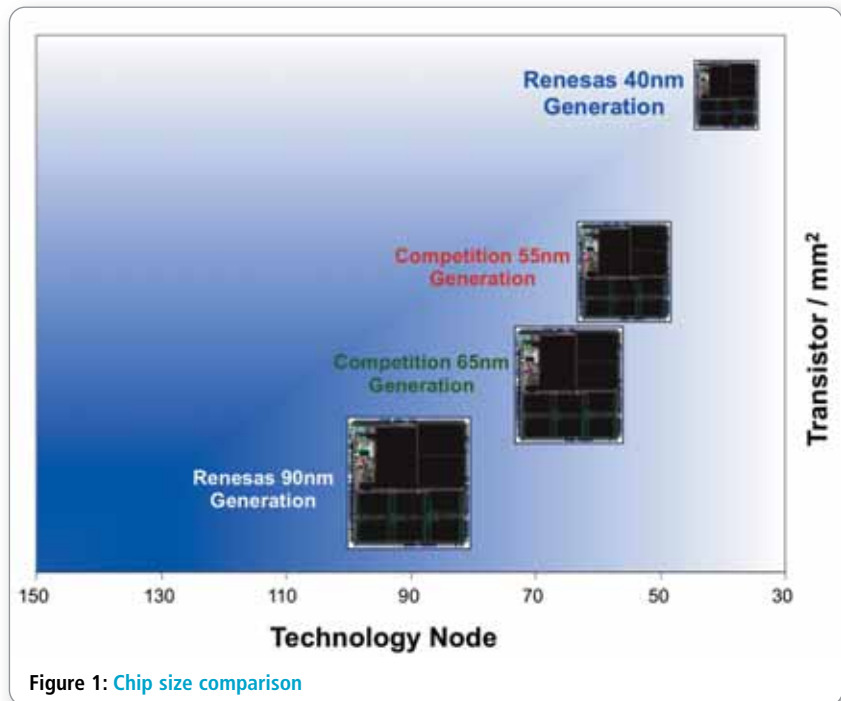 Renesas 40nm
Generation
Competition 55nm
Generation
Competition 65nm
Generation
Renesas 90nm
Generation
Transistor / mm²
150 130 110 90 70 50 30
Technology Node
Figure 1: Chip size comparison